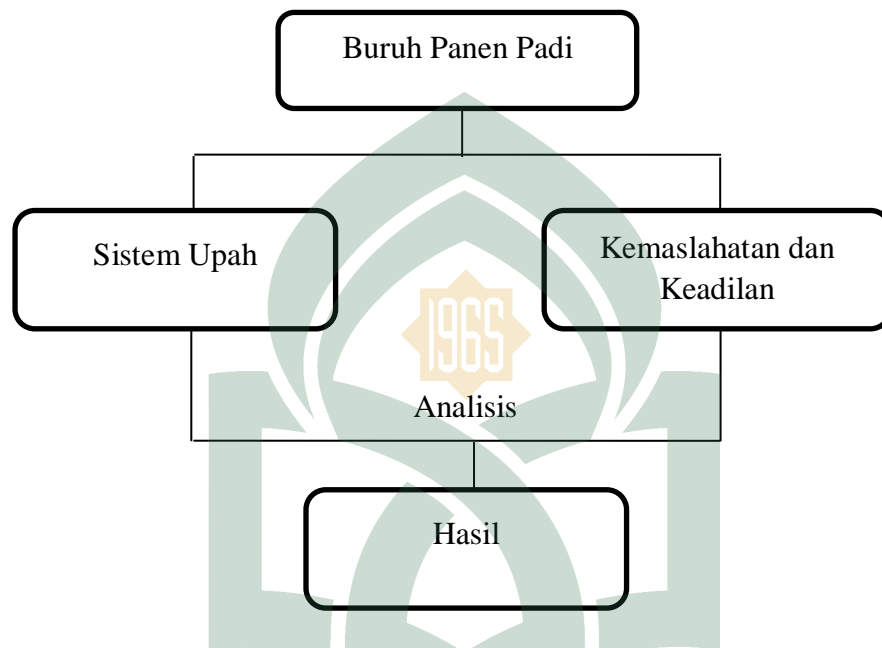 Buruh Panen Padi
Sistem Upah
Kemaslahatan dan
Keadilan
1965
Analisis
Hasil